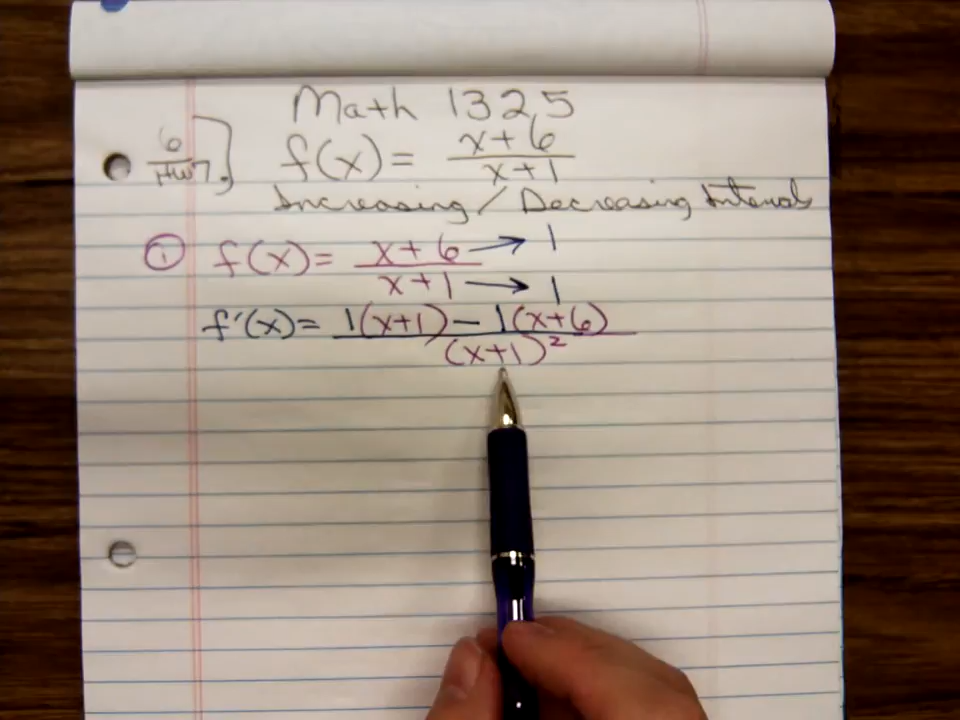 Math 1325
6/HW7] f(x) = (x+6)/(x+1)
Increasing/Decreasing Intervals
① f(x) = (x+6)/(x+1) → 1 → 1
f'(x) = (1(x+1) - 1(x+6))/(x+1)²